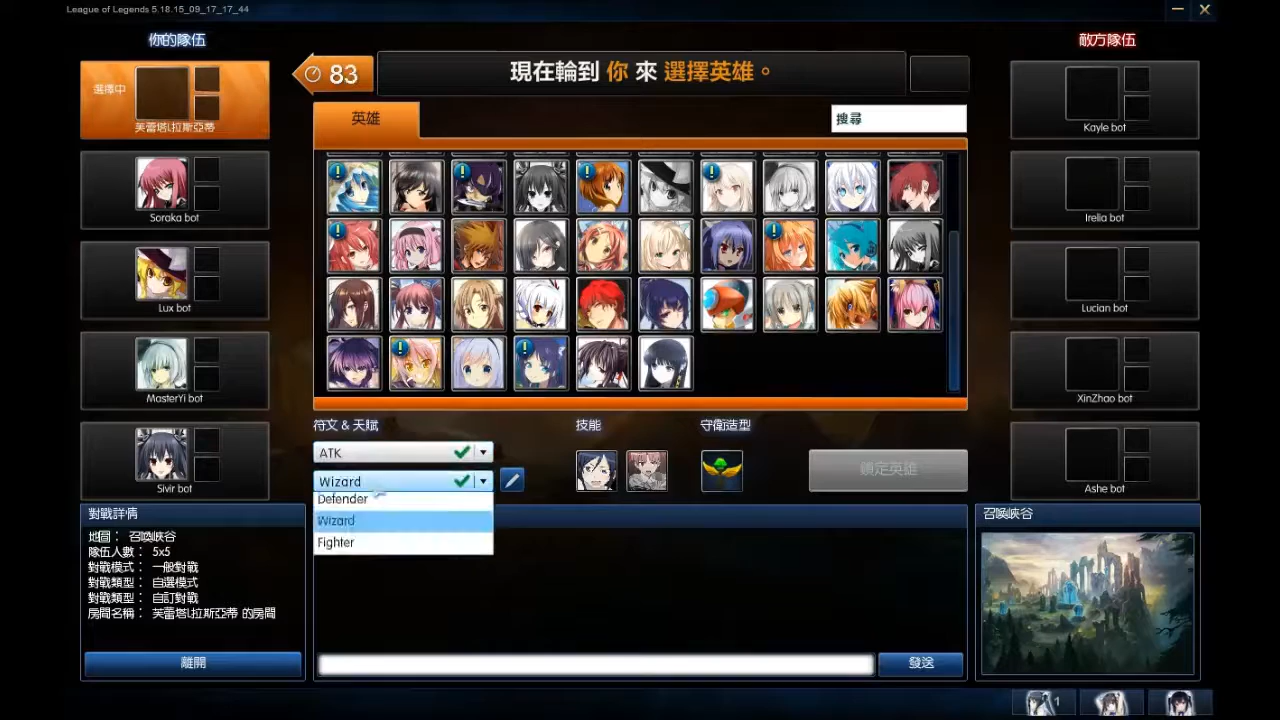 League of Legends 5.18.15_09_17_17_44
你的隊伍
敵方隊伍
83
現在輪到 你 來 選擇英雄。
選擇中
芙蕾塔L拉斯亞蒂
Soraka bot
Lux bot
MasterYi bot
Sivir bot
英雄
搜尋
Kayle bot
Irelia bot
Lucian bot
XinZhao bot
Ashe bot
符文 & 天賦
技能
守衛造型
ATK
Wizard
Defender
Wizard
Fighter
鎖定英雄
對戰詳情
地圖： 召喚峽谷
隊伍人數： 5x5
對戰模式： 一般對戰
對戰類型： 自選模式
對戰類型： 自訂對戰
房間名稱： 芙蕾塔L拉斯亞蒂 的房間
離開
發送
召喚峽谷
1